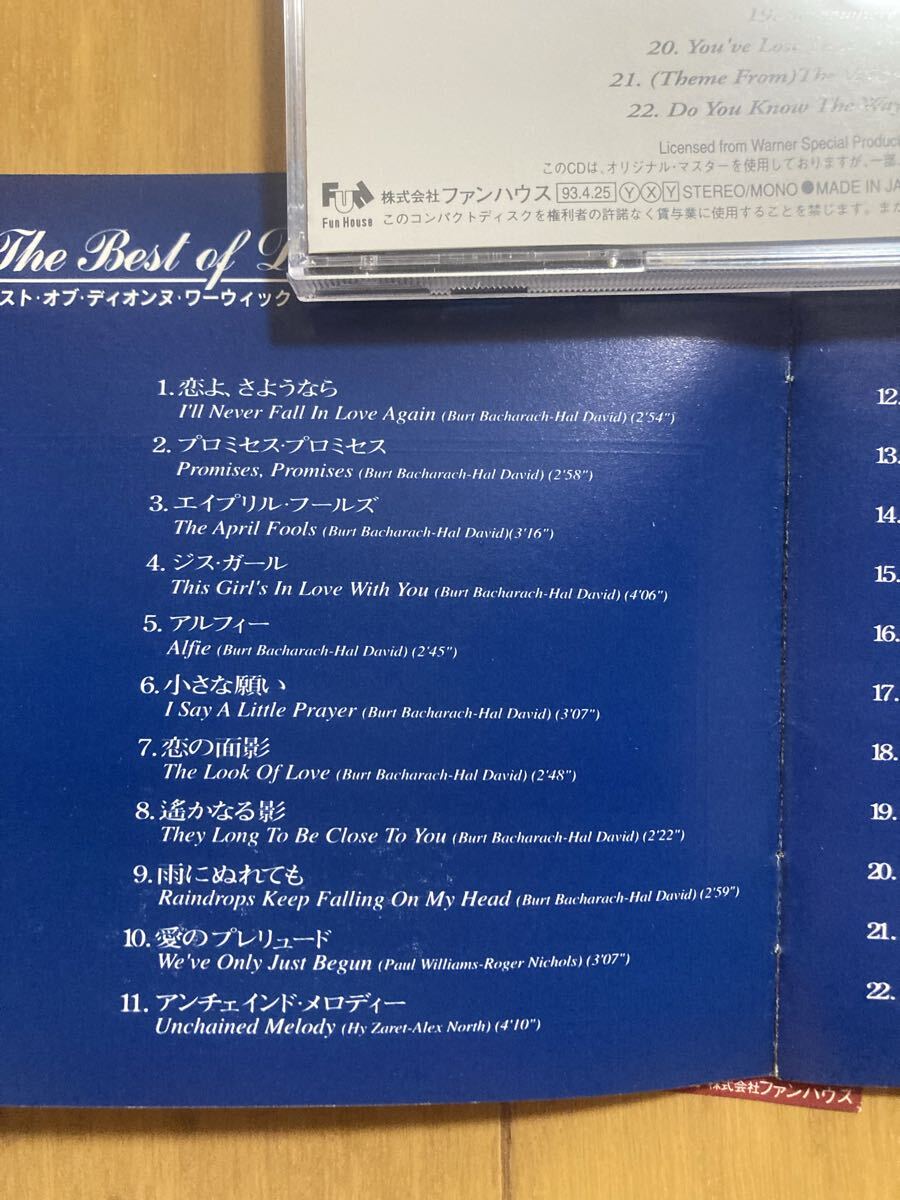 20. You've Lost
21. (Theme From)The
22. Do You Know The Way
Licensed from Warner Special Produc
このCDは、オリジナル・マスターを使用しておりますが、一部、
Fun House 株式会社ファンハウス 93.4.25 Ⓨ Ⓧ Ⓨ STEREO/MONO ●MADE IN JA
このコンパクトディスクを権利者の許諾なく賃与業に使用することを禁じます。また
The Best of
スト・オブ・ディオンヌ・ワーウィック
1. 恋よ、さようなら
I'll Never Fall In Love Again (Burt Bacharach-Hal David) (2'54")
2. プロミセス・プロミセス
Promises, Promises (Burt Bacharach-Hal David) (2'58")
3. エイプリル・フールズ
The April Fools (Burt Bacharach-Hal David)(3'16")
4. ジス・ガール
This Girl's In Love With You (Burt Bacharach-Hal David) (4'06")
5. アルフィー
Alfie (Burt Bacharach-Hal David) (2'45")
6. 小さな願い
I Say A Little Prayer (Burt Bacharach-Hal David) (3'07")
7. 恋の面影
The Look Of Love (Burt Bacharach-Hal David) (2'48")
8. 遙かなる影
They Long To Be Close To You (Burt Bacharach-Hal David) (2'22")
9. 雨にぬれても
Raindrops Keep Falling On My Head (Burt Bacharach-Hal David) (2'59")
10. 愛のプレリュード
We've Only Just Begun (Paul Williams-Roger Nichols) (3'07")
11. アンチェインド・メロディー
Unchained Melody (Hy Zaret-Alex North) (4'10")
12.
13.
14.
15.
16.
17.
18.
19.
20.
21.
22.
株式会社ファンハウス